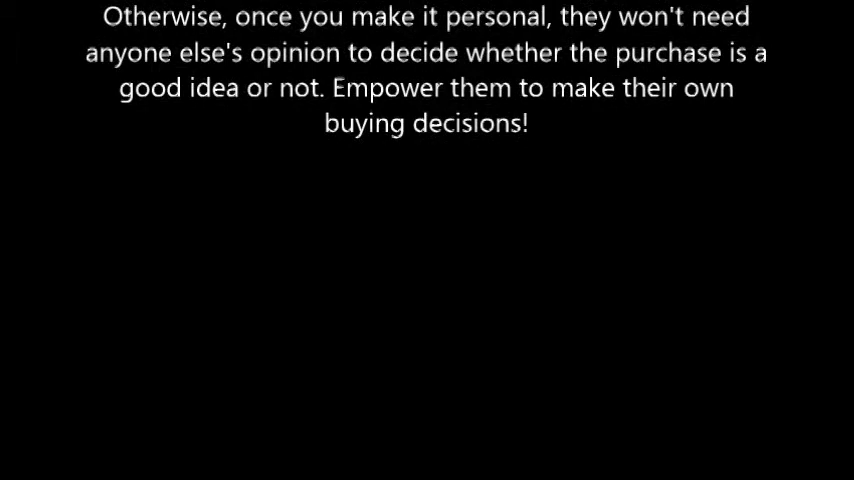 Otherwise, once you make it personal, they won't need
anyone else's opinion to decide whether the purchase is a
good idea or not. Empower them to make their own
buying decisions!